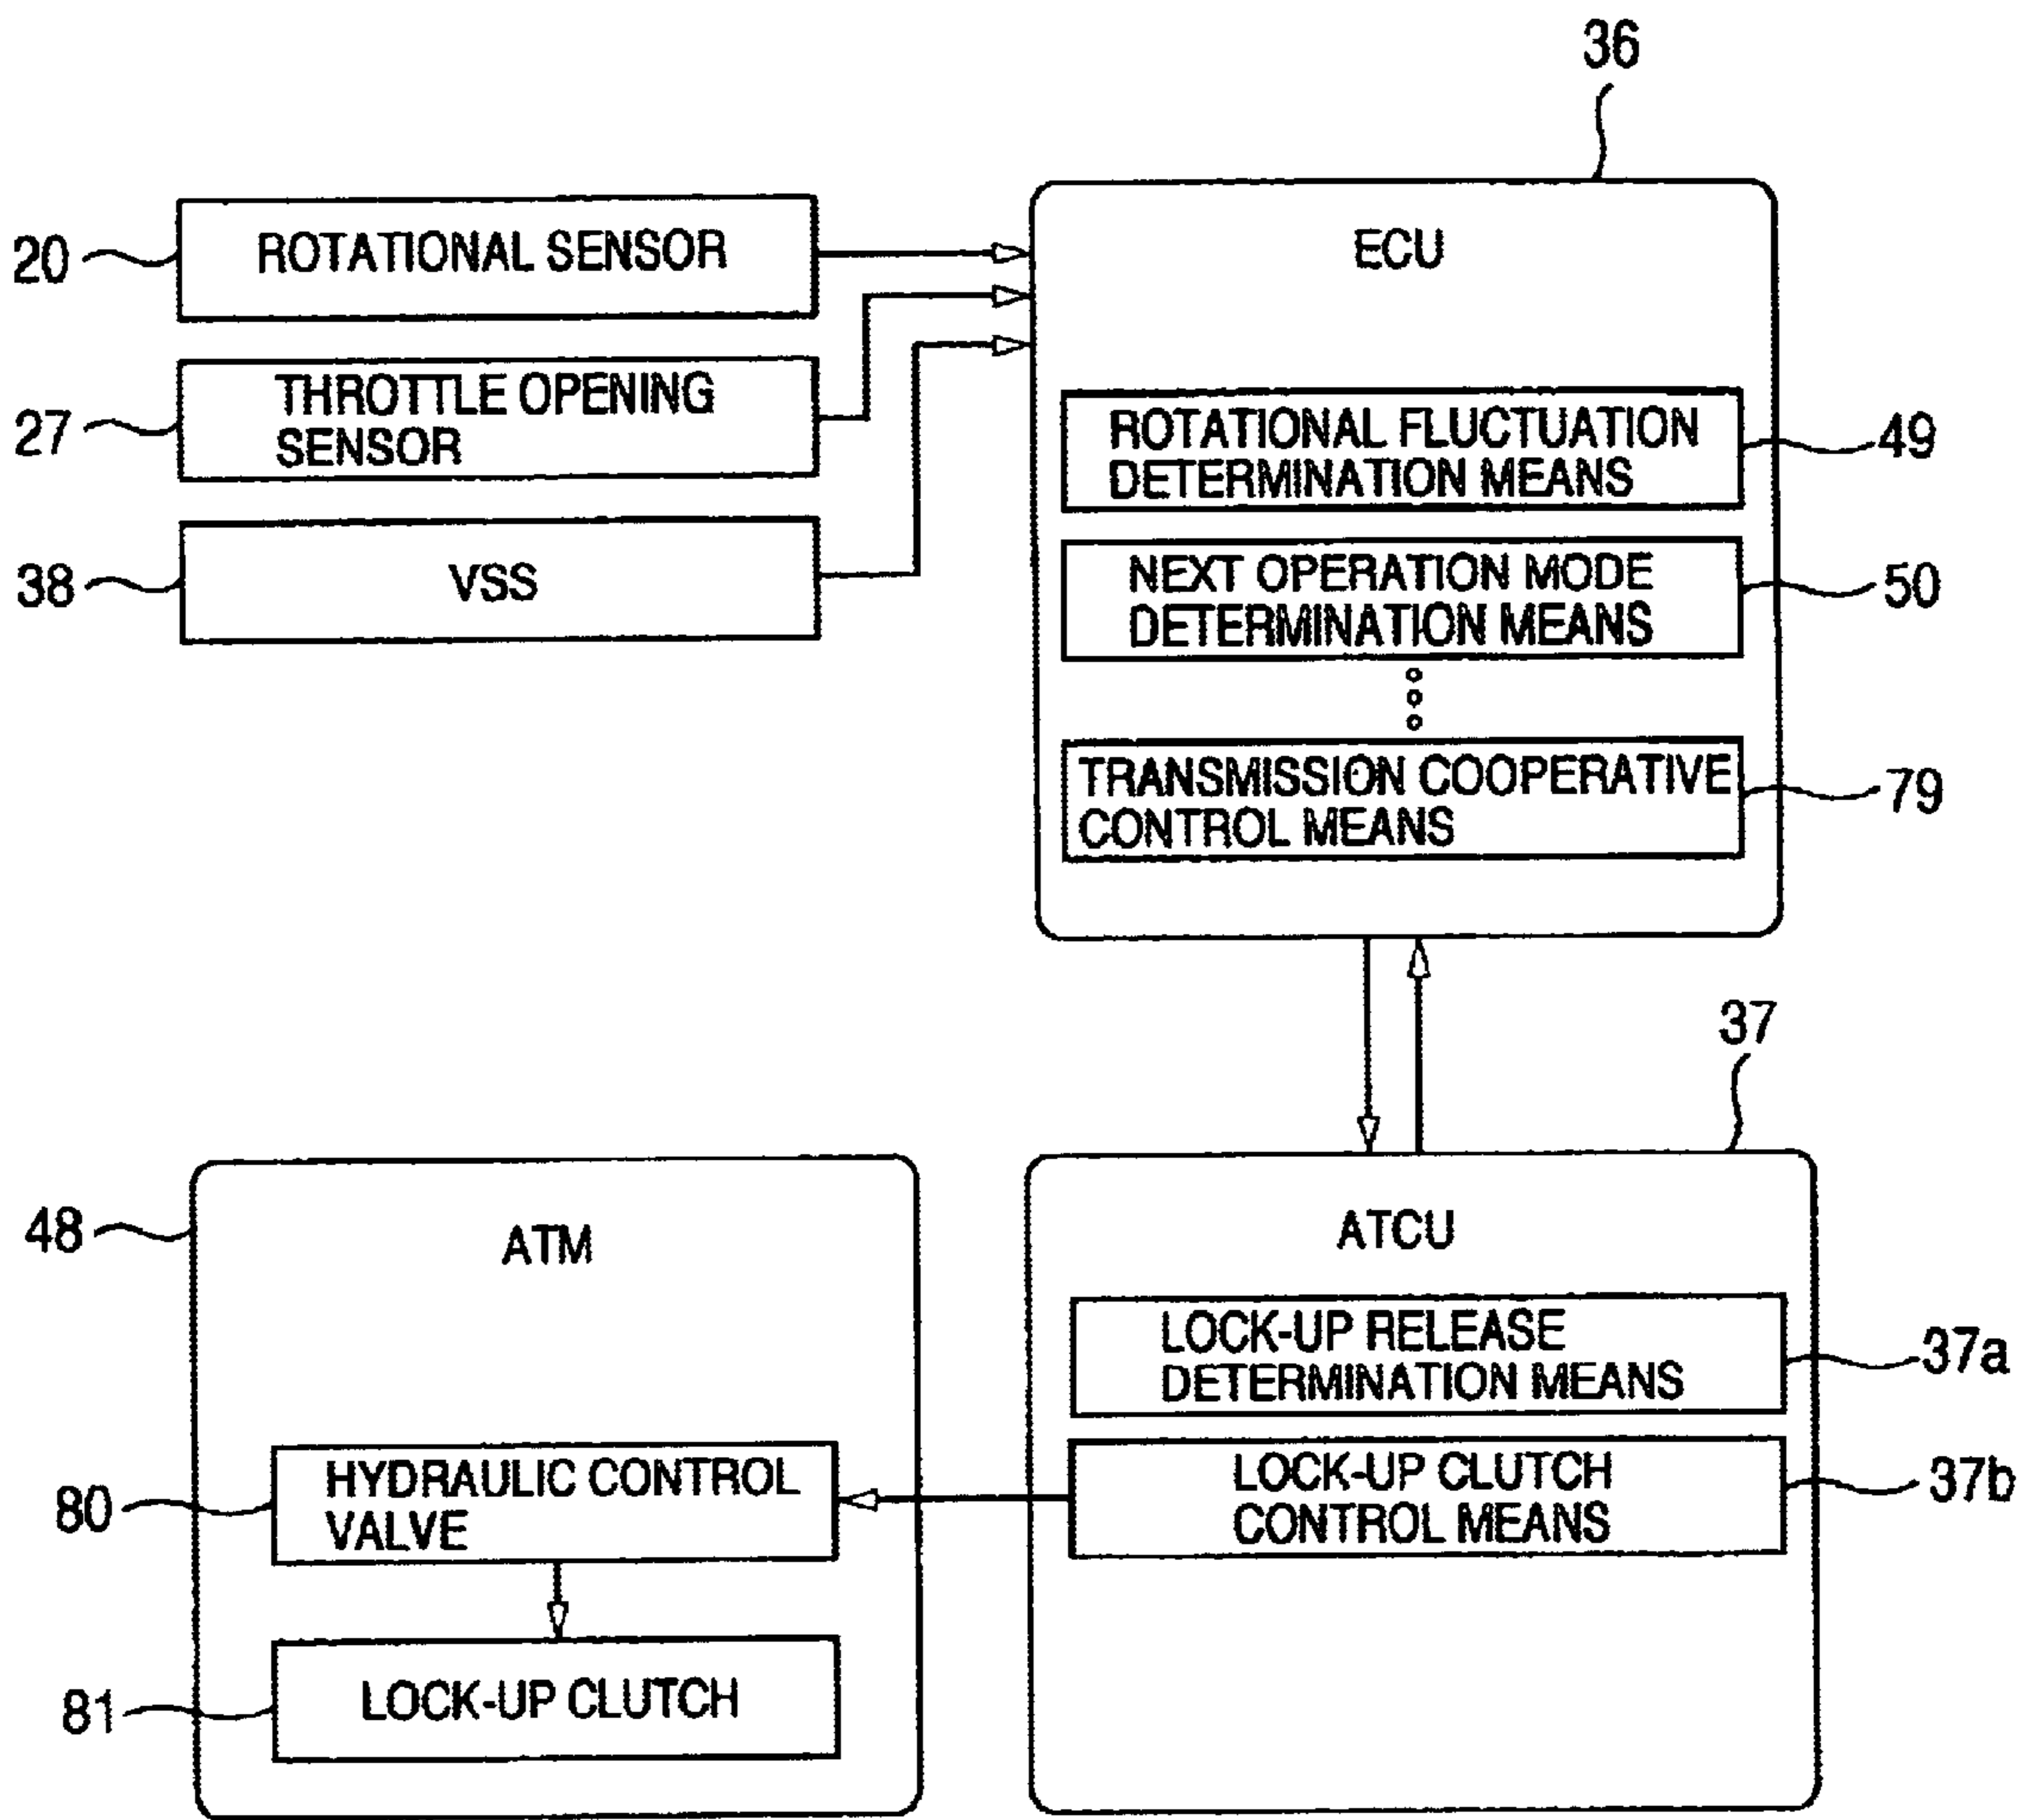 36
20
ROTATIONAL SENSOR
ECU
27
THROTTLE OPENING
SENSOR
38
VSS
ROTATIONAL FLUCTUATION
DETERMINATION MEANS
49
NEXT OPERATION MODE
DETERMINATION MEANS
50
TRANSMISSION COOPERATIVE
CONTROL MEANS
79
37
48
ATM
ATCU
LOCK-UP RELEASE
DETERMINATION MEANS
37a
80
HYDRAULIC CONTROL
VALVE
LOCK-UP CLUTCH
CONTROL MEANS
37b
81
LOCK-UP CLUTCH